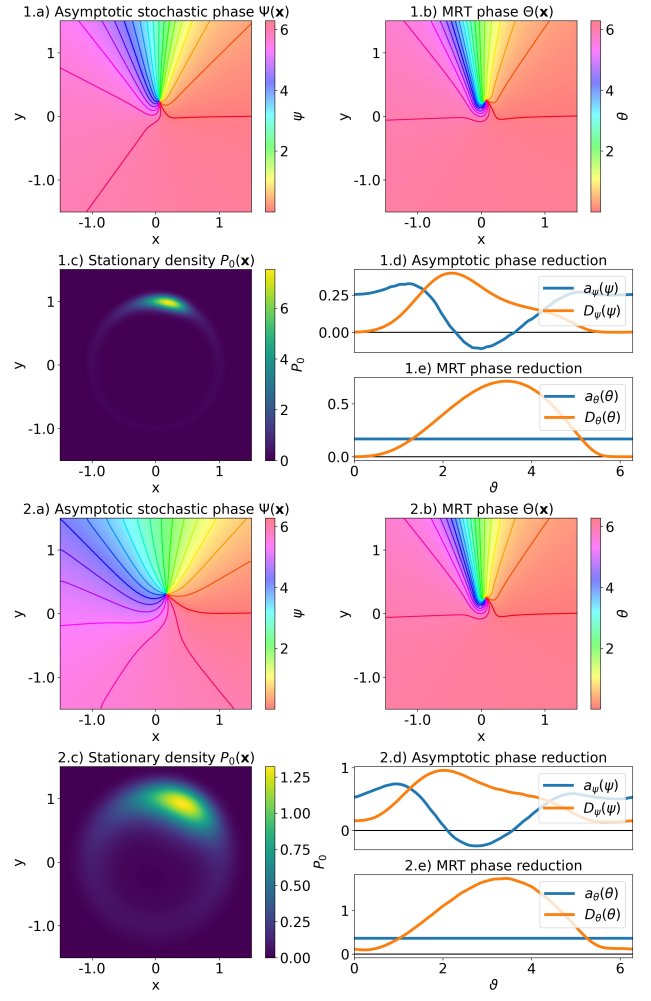 1.a) Asymptotic stochastic phase Ψ(x)
1.b) MRT phase Θ(x)
1
0
-1.0
y
-1.0
0
1
x
6
4
2
ψ
1
0
-1.0
y
-1.0
0
1
x
6
4
2
θ
1.c) Stationary density P₀(x)
1
0
-1.0
y
-1.0
0
1
x
6
4
2
0
P₀
1.d) Asymptotic phase reduction
0.25
0.00
a_ψ(ψ)
D_ψ(ψ)
1.e) MRT phase reduction
0.5
0.0
a_θ(θ)
D_θ(θ)
0
2
4
6
ϑ
2.a) Asymptotic stochastic phase Ψ(x)
2.b) MRT phase Θ(x)
1
0
-1.0
y
-1.0
0
1
x
6
4
2
ψ
1
0
-1.0
y
-1.0
0
1
x
6
4
2
θ
2.c) Stationary density P₀(x)
1
0
-1.0
y
-1.0
0
1
x
1.25
1.00
0.75
0.50
0.25
0.00
P₀
2.d) Asymptotic phase reduction
1
0
a_ψ(ψ)
D_ψ(ψ)
2.e) MRT phase reduction
1
0
a_θ(θ)
D_θ(θ)
0
2
4
6
ϑ